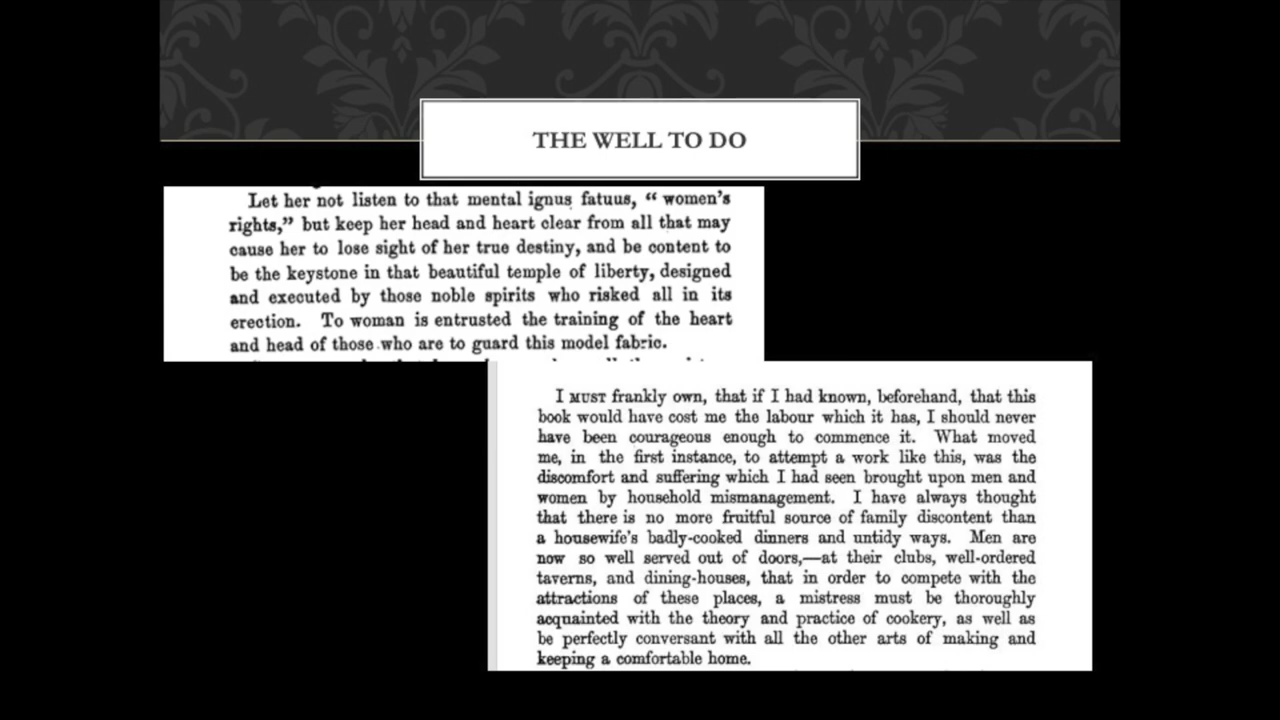 THE WELL TO DO
Let her not listen to that mental ignus fatuus, “ women’s
rights,” but keep her head and heart clear from all that may
cause her to lose sight of her true destiny, and be content to
be the keystone in that beautiful temple of liberty, designed
and executed by those noble spirits who risked all in its
erection. To woman is entrusted the training of the heart
and head of those who are to guard this model fabric.
I MUST frankly own, that if I had known, beforehand, that this
book would have cost me the labour which it has, I should never
have been courageous enough to commence it. What moved
me, in the first instance, to attempt a work like this, was the
discomfort and suffering which I had seen brought upon men and
women by household mismanagement. I have always thought
that there is no more fruitful source of family discontent than
a housewife’s badly-cooked dinners and untidy ways. Men are
now so well served out of doors,—at their clubs, well-ordered
taverns, and dining-houses, that in order to compete with the
attractions of these places, a mistress must be thoroughly
acquainted with the theory and practice of cookery, as well as
be perfectly conversant with all the other arts of making and
keeping a comfortable home.